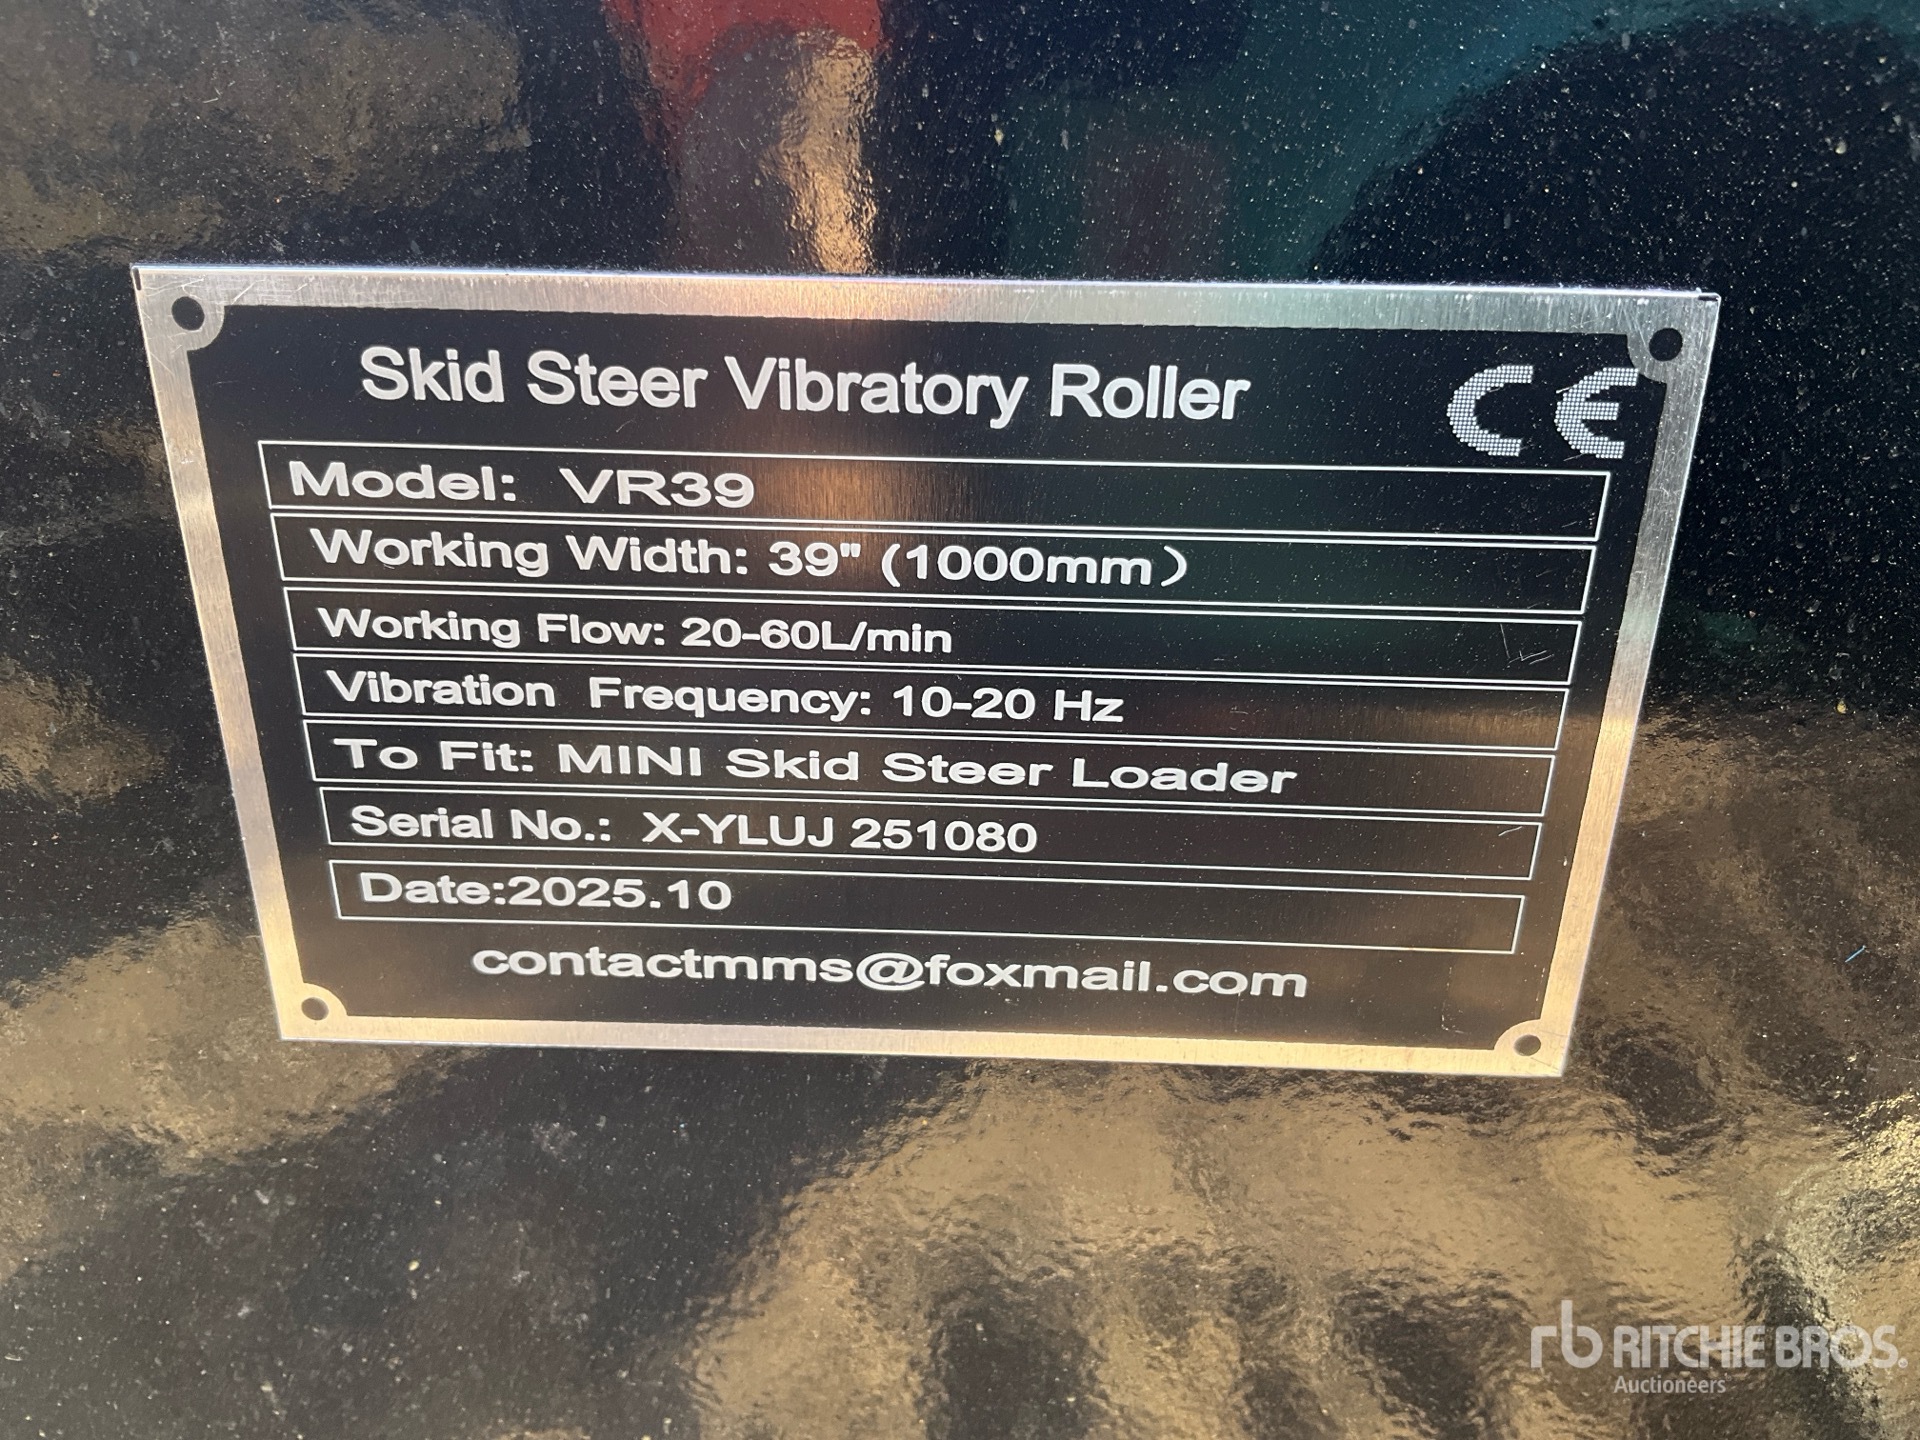 Skid Steer Vibratory Roller
CE
Model: VR39
Working Width: 39" (1000mm)
Working Flow: 20-60L/min
Vibration Frequency: 10-20 Hz
To Fit: MINI Skid Steer Loader
Serial No.: X-YLUJ 251080
Date:2025.10
contactmms@foxmail.com
rb RITCHIE BROS.
Auctioneers